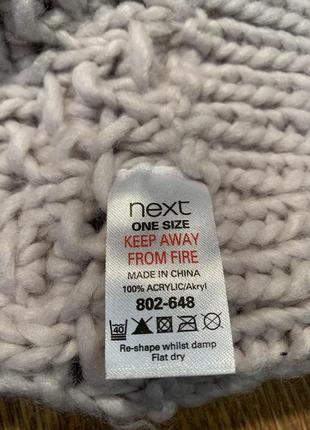 next
ONE SIZE
KEEP AWAY
FROM FIRE
MADE IN CHINA
100% ACRYLIC/Akryl
802-648
40
Re-shape whilst damp
Flat dry